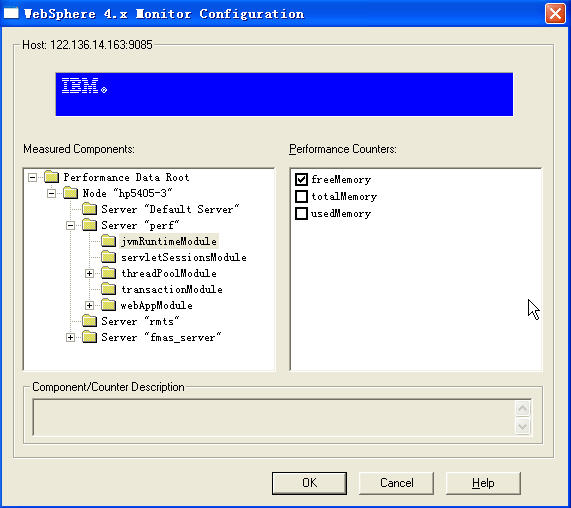 WebSphere 4.x Monitor Configuration
Host: 122.136.14.163:9085
IBM®
Measured Components:
Performance Counters:
Performance Data Root
Node "hp5405-3"
Server "Default Server"
Server "perf"
jvmRuntimeModule
servletSessionsModule
threadPoolModule
transactionModule
webAppModule
Server "rmts"
Server "fmas_server"
freeMemory
totalMemory
usedMemory
Component/Counter Description
OK
Cancel
Help